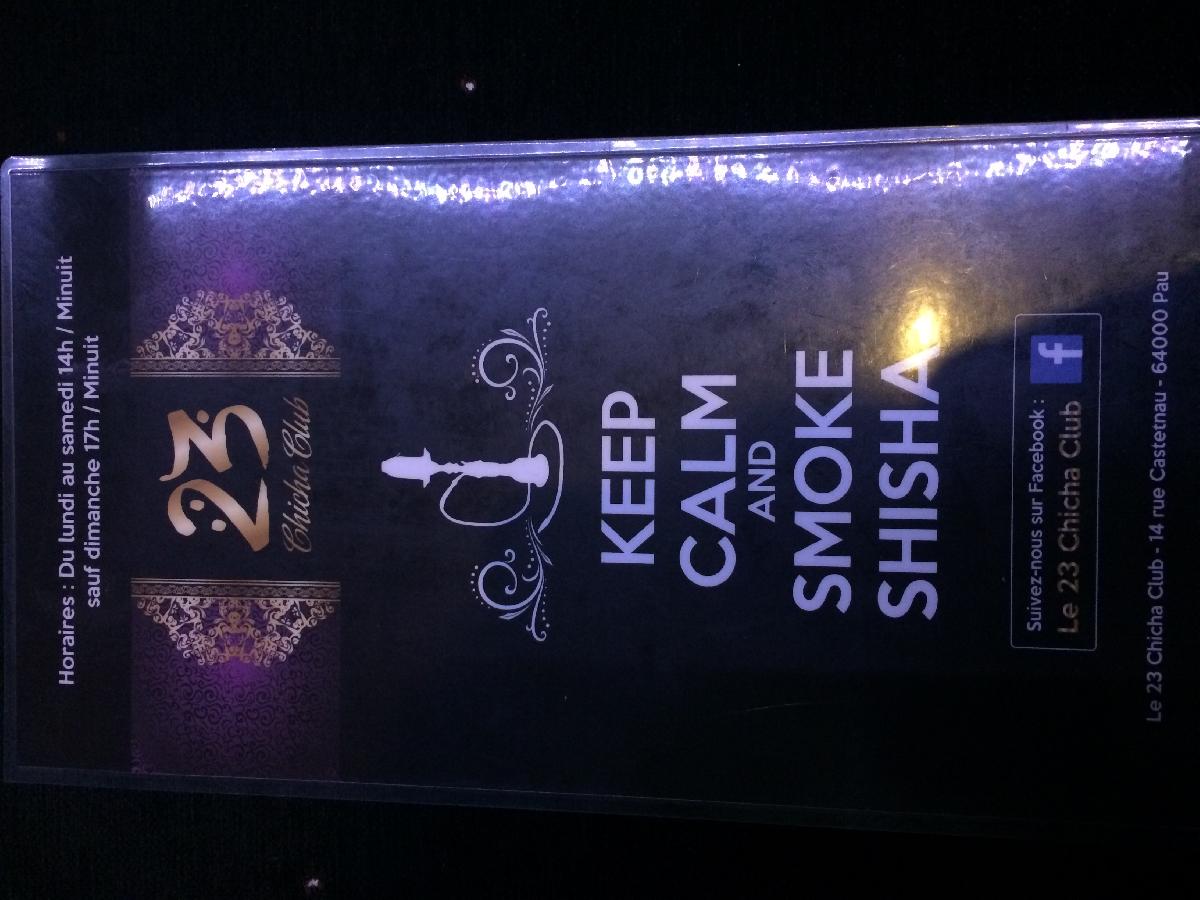 Horaires : Du lundi au samedi 14h / Minuit
sauf dimanche 17h / Minuit
23
Chicha Club
KEEP
CALM
AND
SMOKE
SHISHA
Suivez-nous sur Facebook :
Le 23 Chicha Club f
Le 23 Chicha Club - 14 rue Castetnau - 64000 Pau